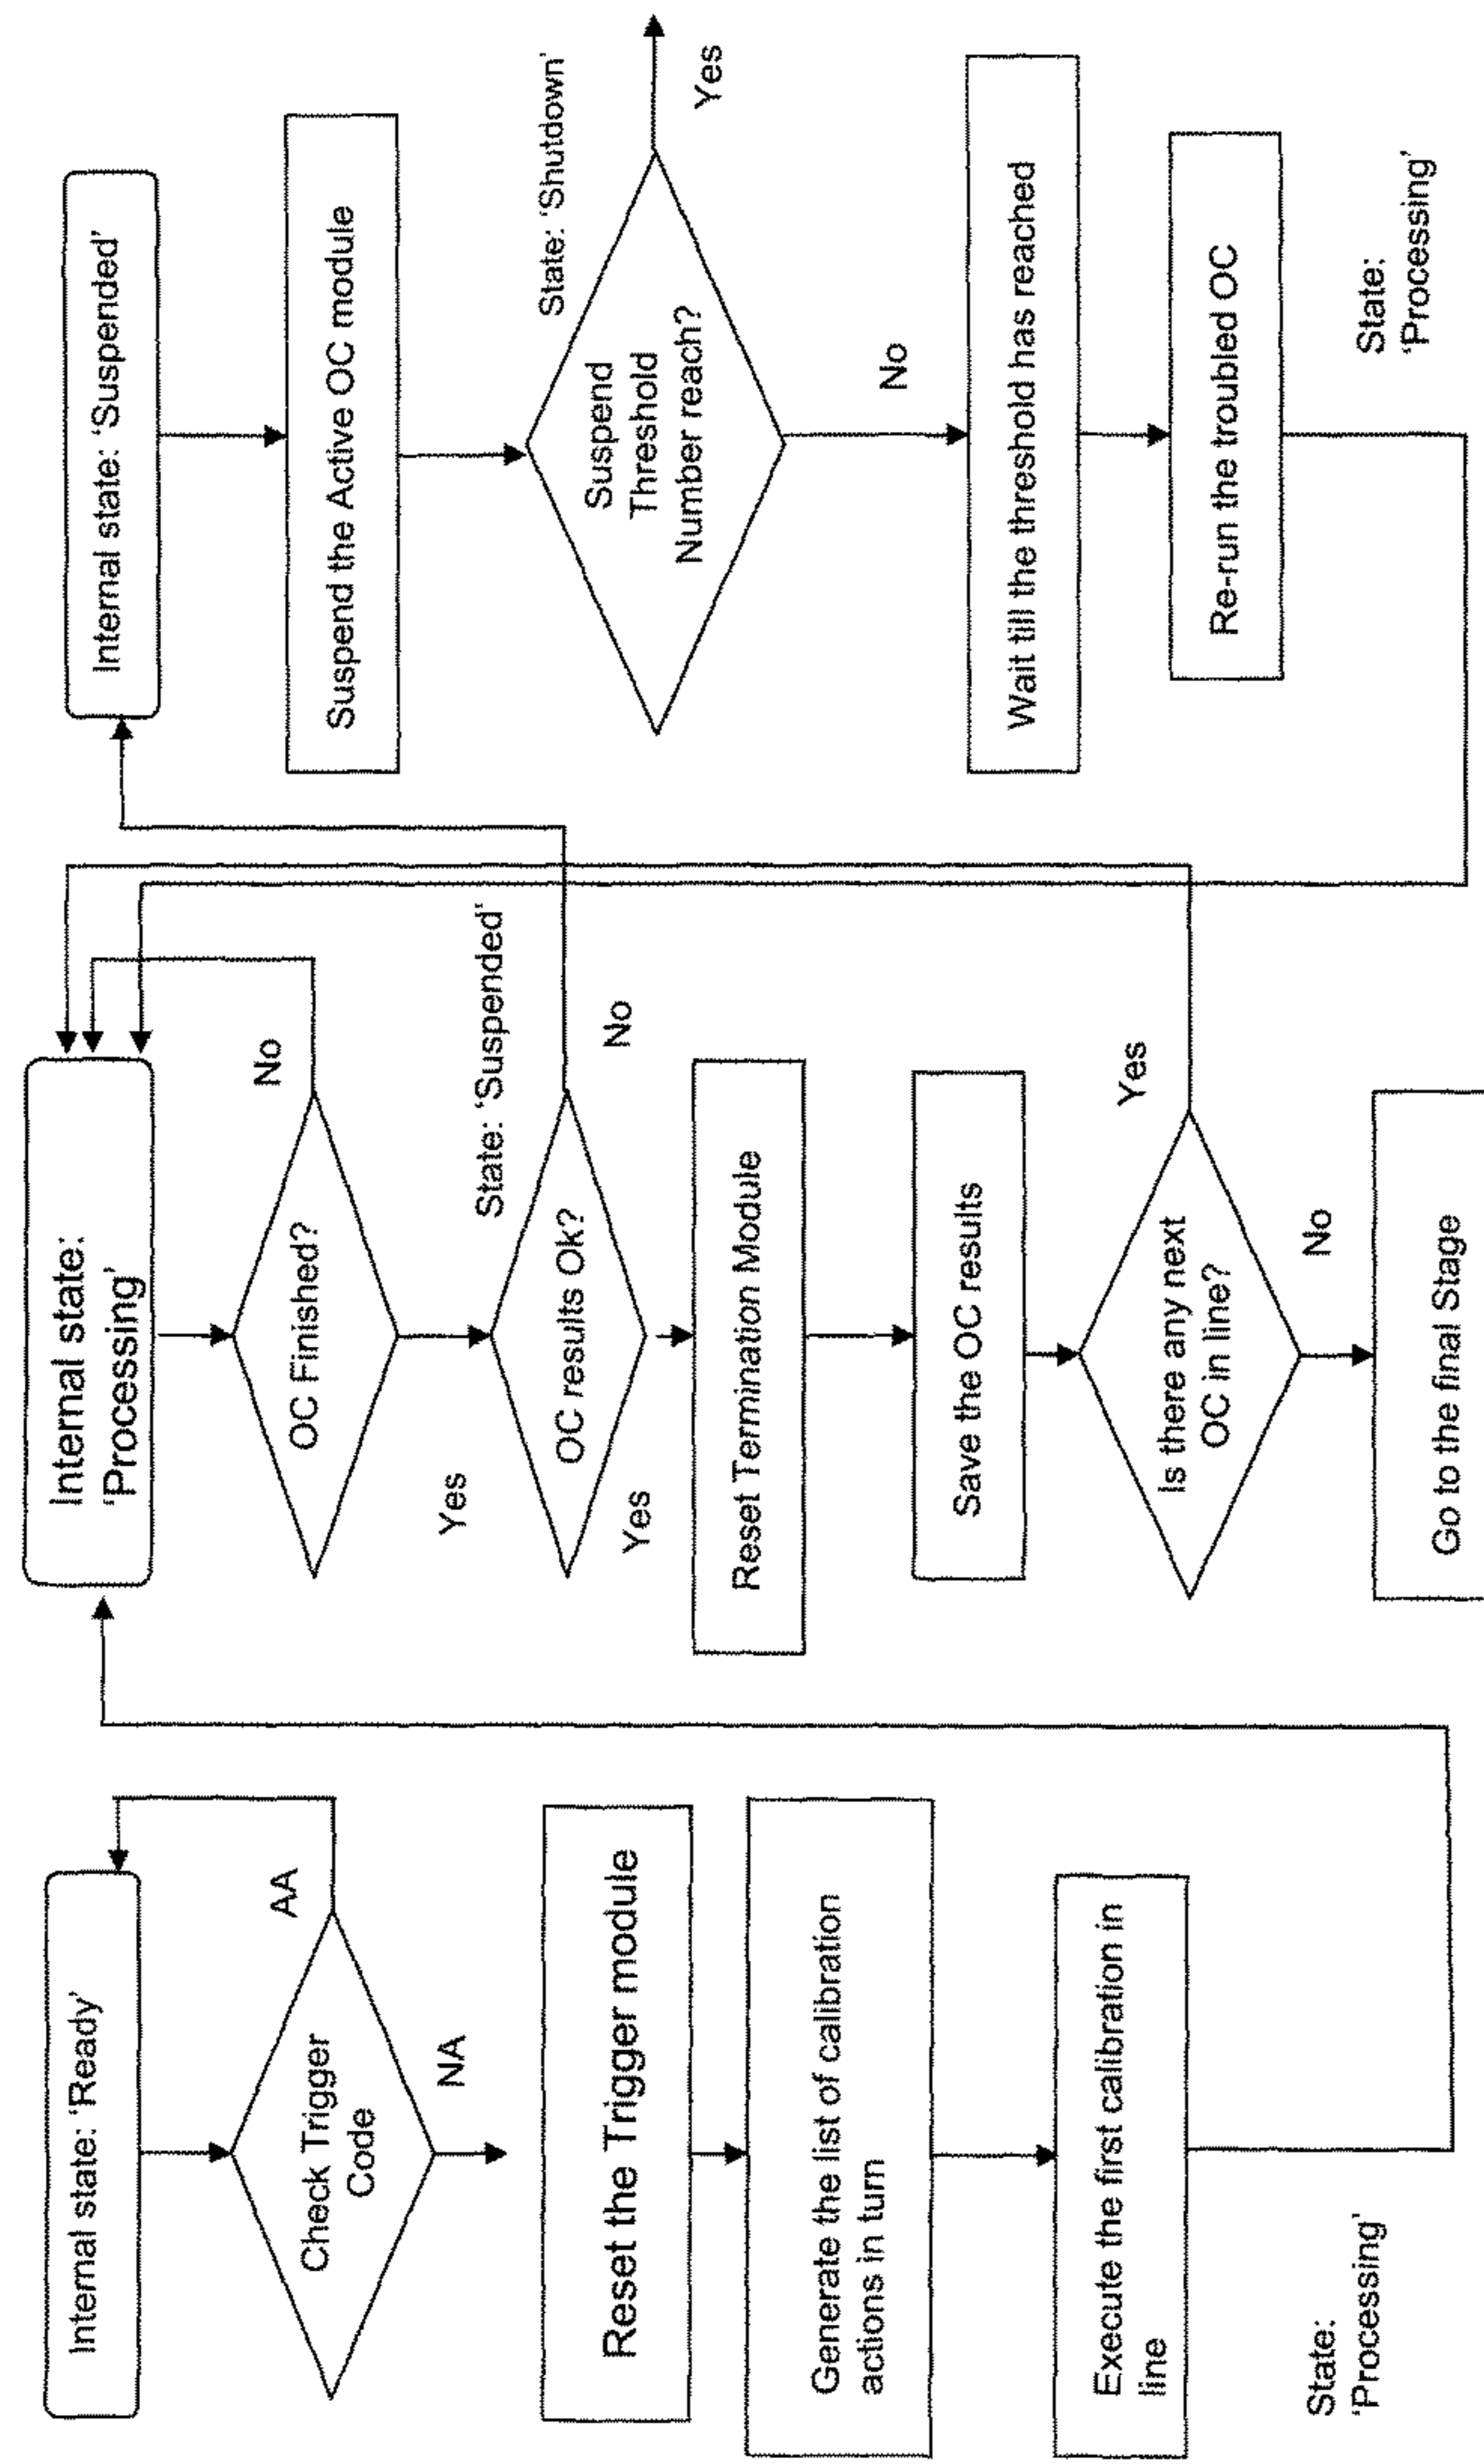 Internal state: 'Ready'
Check Trigger
Code
AA
NA
Reset the Trigger module
Generate the list of calibration
actions in turn
Execute the first calibration in
line
State:
'Processing'
Internal state:
'Processing'
OC Finished?
No
Yes
State: 'Suspended'
OC results Ok?
No
Yes
Reset Termination Module
Save the OC results
Is there any next
OC in line?
Yes
No
Go to the final Stage
Internal state: 'Suspended'
Suspend the Active OC module
State: 'Shutdown'
Suspend
Threshold
Number reach?
Yes
No
Wait till the threshold has reached
Re-run the troubled OC
State:
'Processing'